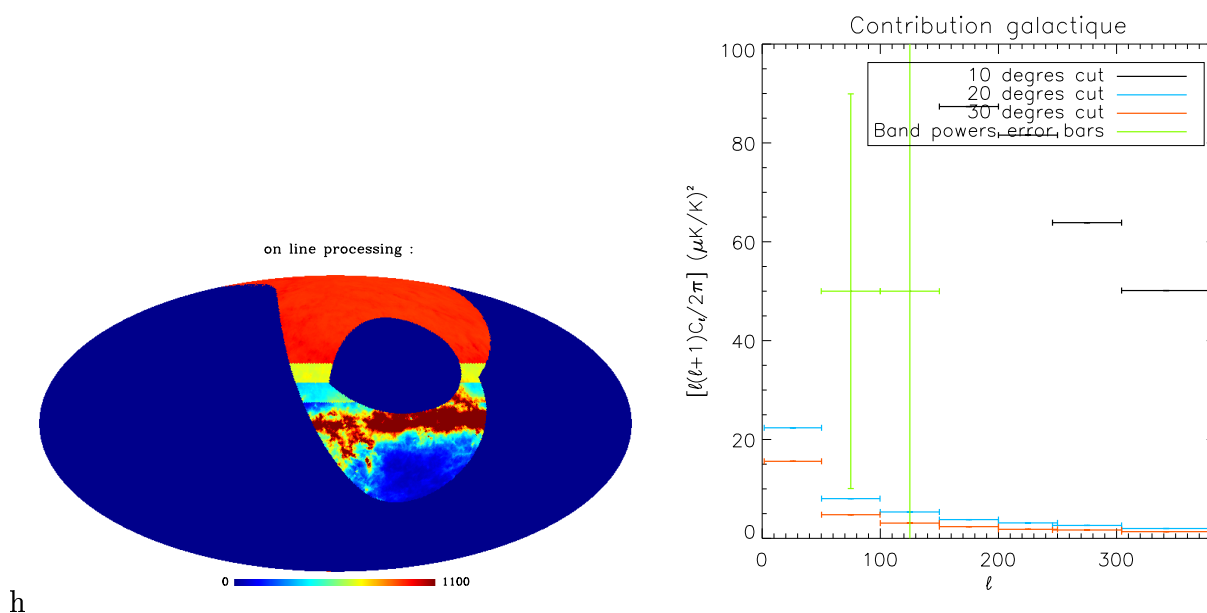 on line processing :
0 1100
h
Contribution galactique
10 degres cut
20 degres cut
30 degres cut
Band powers error bars
[ℓ(ℓ+1)Cℓ/2π] (μK/K)²
100
80
60
40
20
0
0 100 200 300
ℓ